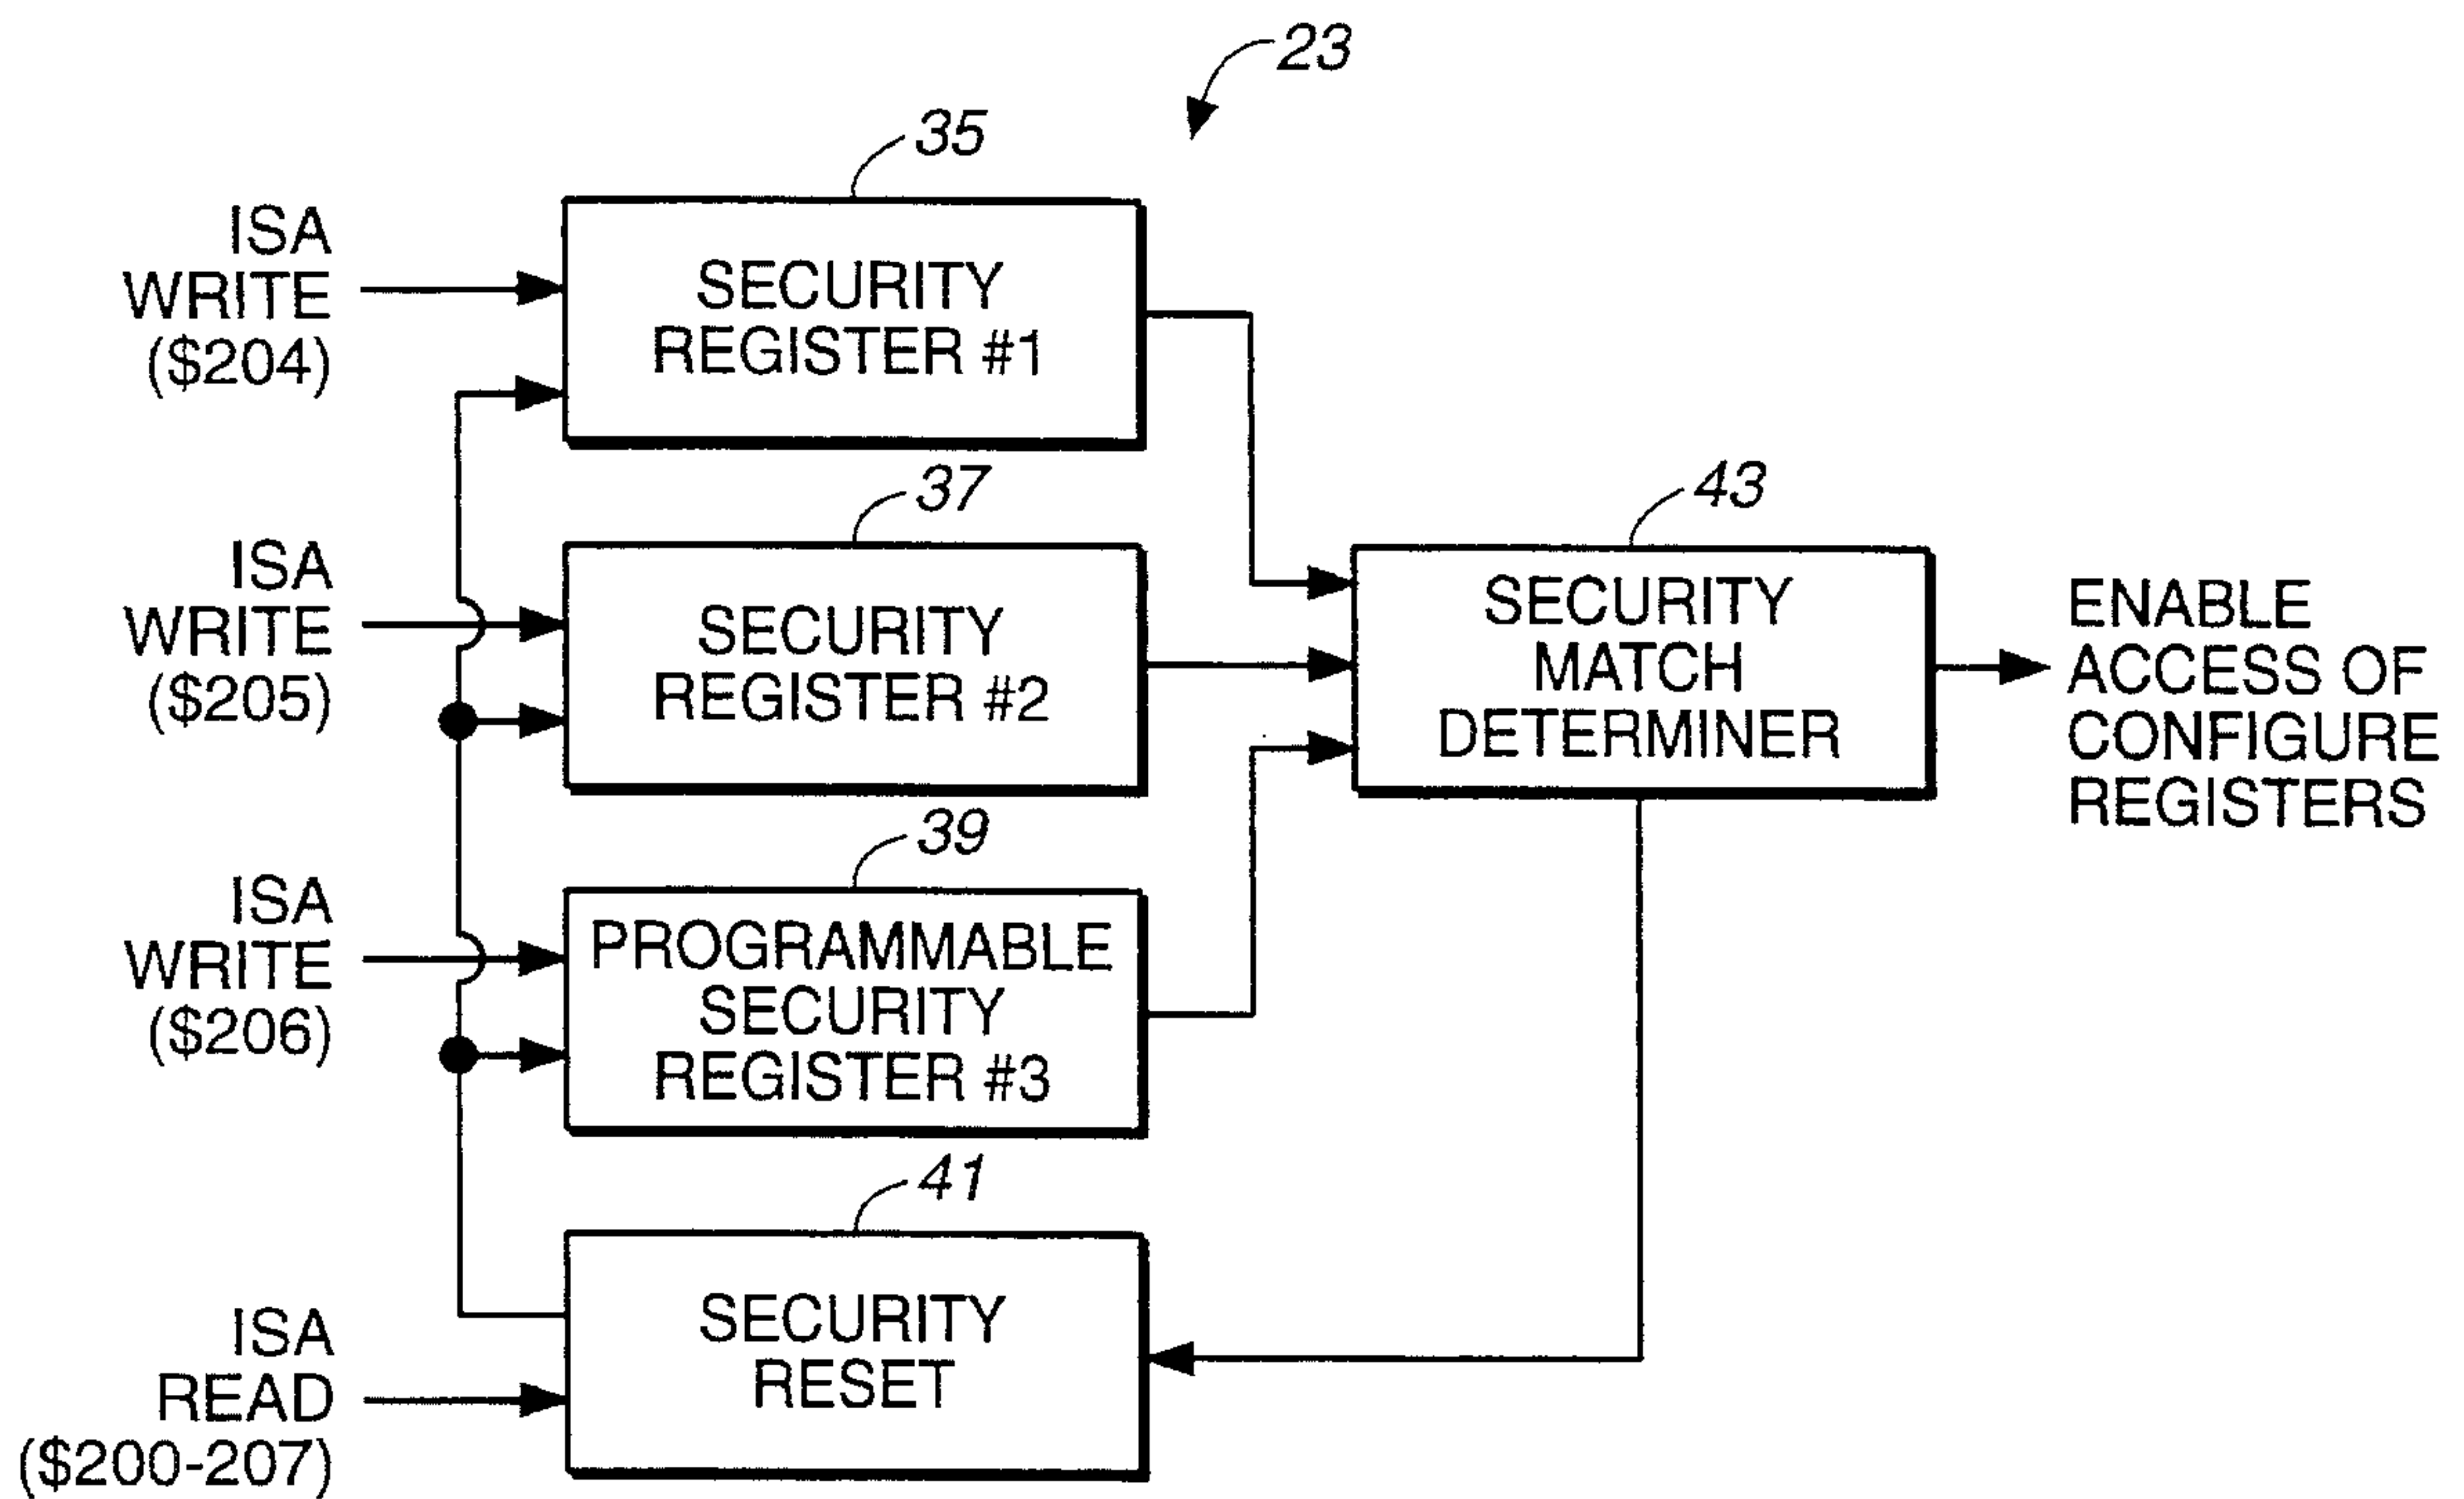 23
35
ISA
WRITE
($204)
SECURITY
REGISTER #1
37
ISA
WRITE
($205)
SECURITY
REGISTER #2
43
SECURITY
MATCH
DETERMINER
ENABLE
ACCESS OF
CONFIGURE
REGISTERS
39
ISA
WRITE
($206)
PROGRAMMABLE
SECURITY
REGISTER #3
41
ISA
READ
($200-207)
SECURITY
RESET